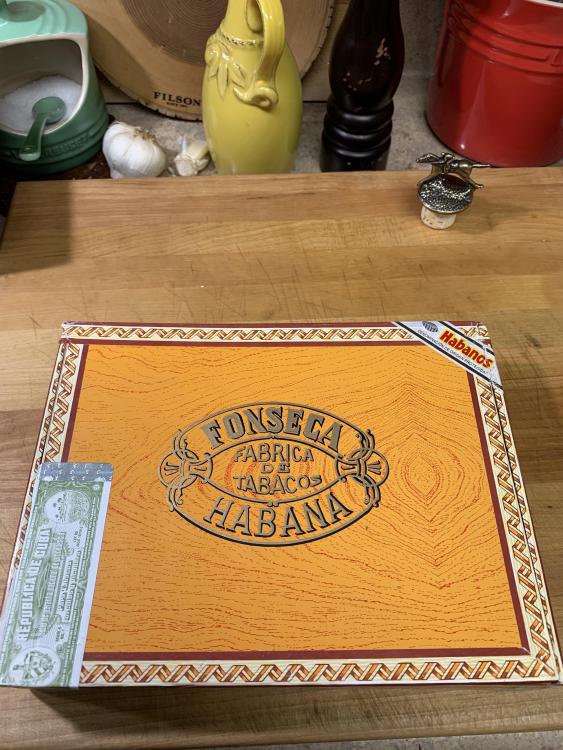 FILSON
Habanos
FONSECA
FABRICA
DE
TABACOS
HABANA
REPUBLICA DE CUBA